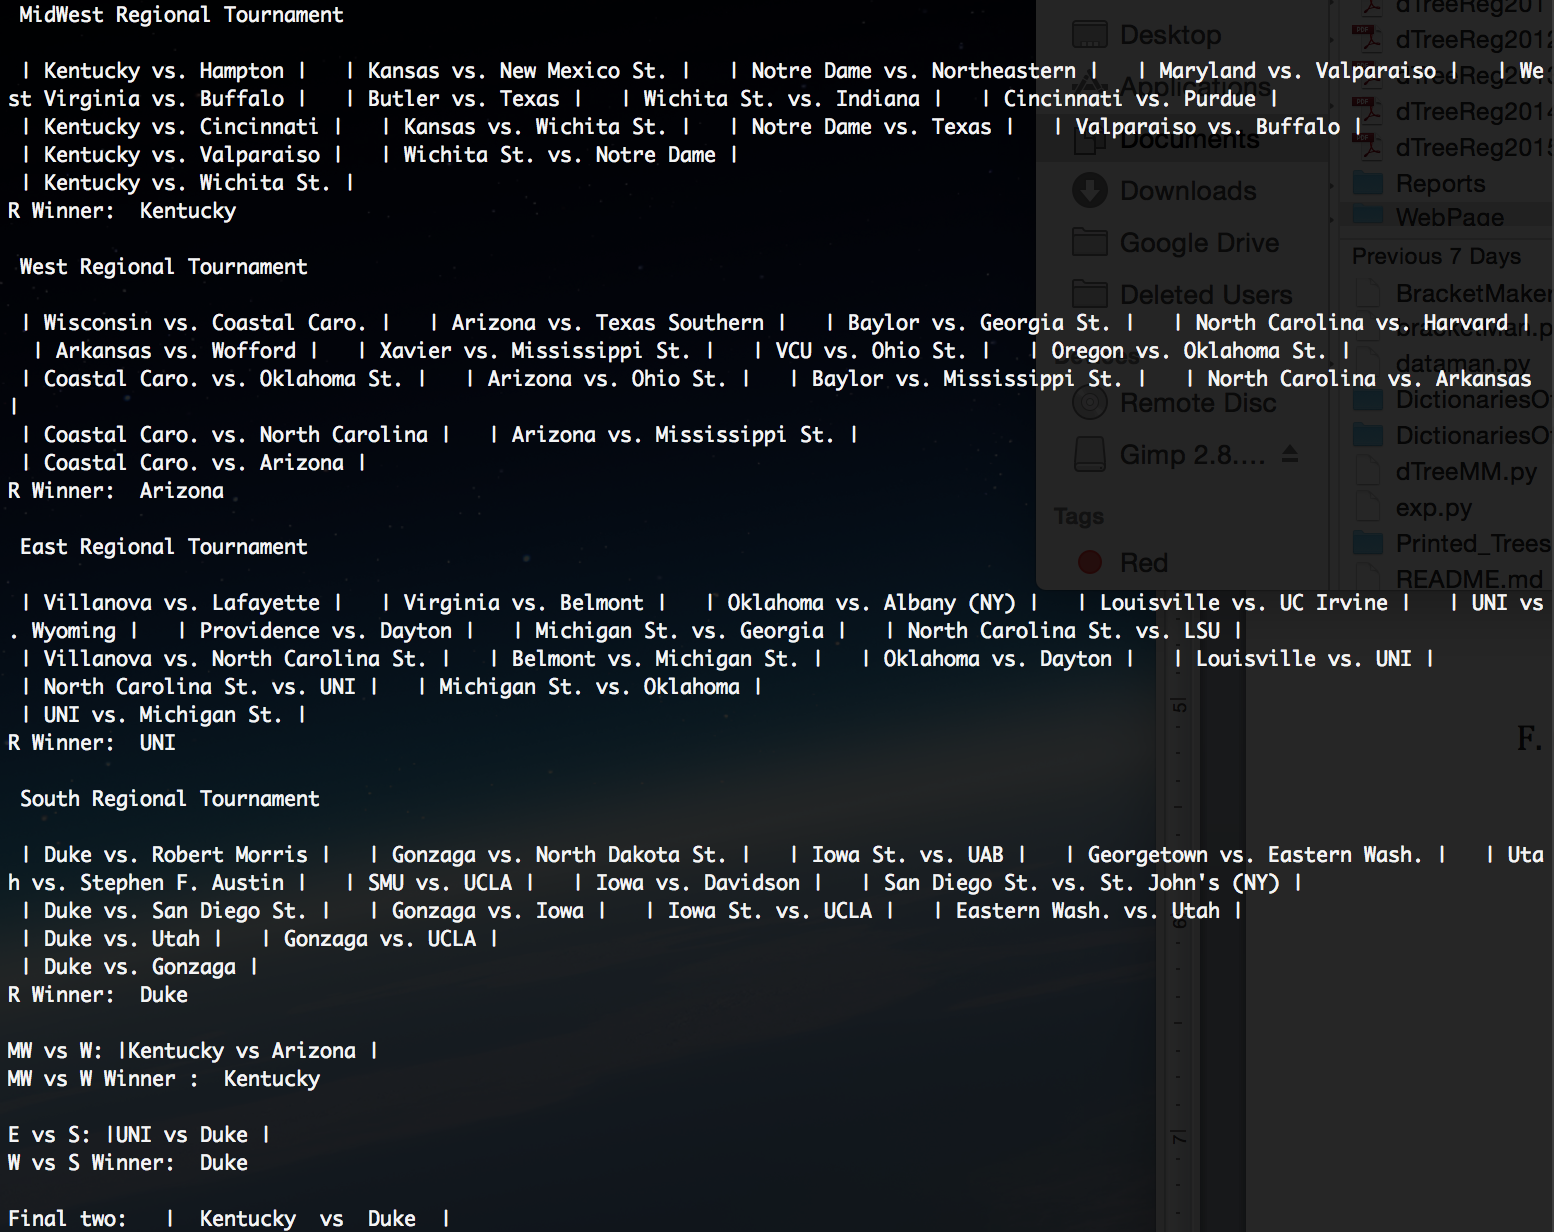 MidWest Regional Tournament
| Kentucky vs. Hampton |   | Kansas vs. New Mexico St. |   | Notre Dame vs. Northeastern |   | Maryland vs. Valparaiso |   | We
st Virginia vs. Buffalo |   | Butler vs. Texas |   | Wichita St. vs. Indiana |   | Cincinnati vs. Purdue |
| Kentucky vs. Cincinnati |   | Kansas vs. Wichita St. |   | Notre Dame vs. Texas |   | Valparaiso vs. Buffalo |
| Kentucky vs. Valparaiso |   | Wichita St. vs. Notre Dame |
| Kentucky vs. Wichita St. |
R Winner:  Kentucky
West Regional Tournament
| Wisconsin vs. Coastal Caro. |   | Arizona vs. Texas Southern |   | Baylor vs. Georgia St. |   | North Carolina vs. Harvard |
| Arkansas vs. Wofford |   | Xavier vs. Mississippi St. |   | VCU vs. Ohio St. |   | Oregon vs. Oklahoma St. |
| Coastal Caro. vs. Oklahoma St. |   | Arizona vs. Ohio St. |   | Baylor vs. Mississippi St. |   | North Carolina vs. Arkansas
|
| Coastal Caro. vs. North Carolina |   | Arizona vs. Mississippi St. |
| Coastal Caro. vs. Arizona |
R Winner:  Arizona
East Regional Tournament
| Villanova vs. Lafayette |   | Virginia vs. Belmont |   | Oklahoma vs. Albany (NY) |   | Louisville vs. UC Irvine |   | UNI vs
. Wyoming |   | Providence vs. Dayton |   | Michigan St. vs. Georgia |   | North Carolina St. vs. LSU |
| Villanova vs. North Carolina St. |   | Belmont vs. Michigan St. |   | Oklahoma vs. Dayton |   | Louisville vs. UNI |
| North Carolina St. vs. UNI |   | Michigan St. vs. Oklahoma |
| UNI vs. Michigan St. |
R Winner:  UNI
South Regional Tournament
| Duke vs. Robert Morris |   | Gonzaga vs. North Dakota St. |   | Iowa St. vs. UAB |   | Georgetown vs. Eastern Wash. |   | Uta
h vs. Stephen F. Austin |   | SMU vs. UCLA |   | Iowa vs. Davidson |   | San Diego St. vs. St. John's (NY) |
| Duke vs. San Diego St. |   | Gonzaga vs. Iowa |   | Iowa St. vs. UCLA |   | Eastern Wash. vs. Utah |
| Duke vs. Utah |   | Gonzaga vs. UCLA |
| Duke vs. Gonzaga |
R Winner:  Duke
MW vs W: |Kentucky vs Arizona |
MW vs W Winner :  Kentucky
E vs S: |UNI vs Duke |
W vs S Winner:  Duke
Final two:   |  Kentucky  vs  Duke  |
Desktop
Applications
Documents
Downloads
Google Drive
Deleted Users
Remote Disc
Gimp 2.8....
Tags
Red
dTreeReg201
dTreeReg2012
dTreeReg2013
dTreeReg2014
dTreeReg2015
Reports
WebPage
Previous 7 Days
BracketMaker
bracketman.p
dataman.py
DictionariesO
DictionariesO
dTreeMM.py
exp.py
Printed_Trees
README.md
5
6
7
F.